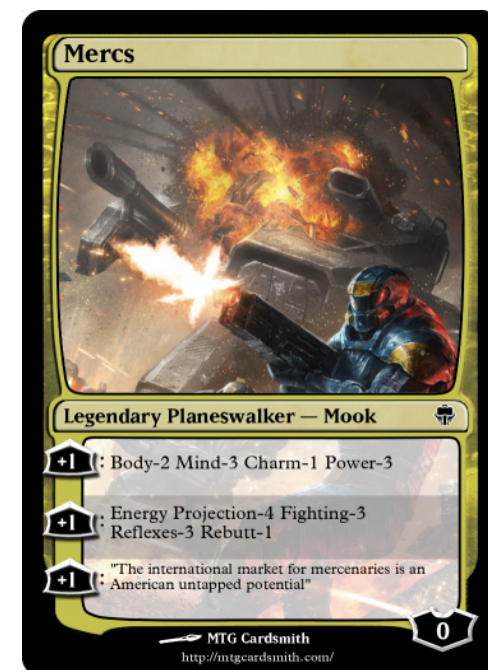 Mercs
Legendary Planeswalker — Mook
+1 : Body-2 Mind-3 Charm-1 Power-3
+1 : Energy Projection-4 Fighting-3
Reflexes-3 Rebutt-1
+1 : "The international market for mercenaries is an
American untapped potential"
0
MTG Cardsmith
http://mtgcardsmith.com/